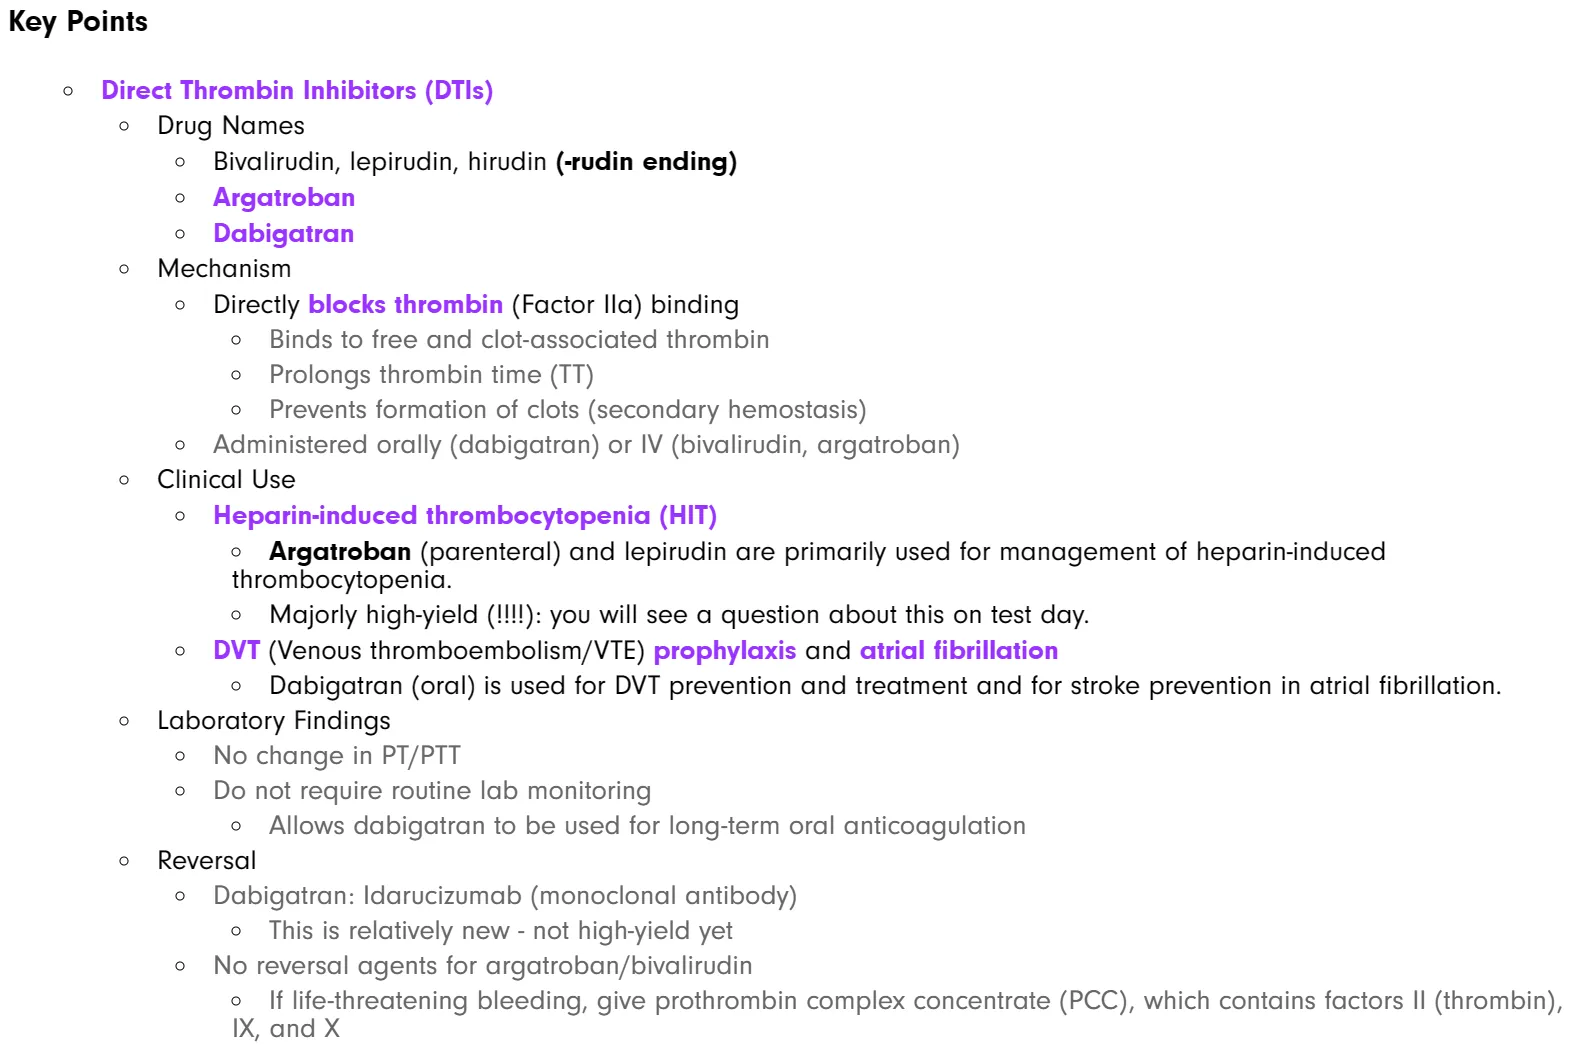 Key Points
Direct Thrombin Inhibitors (DTIs)
Drug Names
Bivalirudin, lepirudin, hirudin (-rudin ending)
Argatroban
Dabigatran
Mechanism
Directly blocks thrombin (Factor IIa) binding
Binds to free and clot-associated thrombin
Prolongs thrombin time (TT)
Prevents formation of clots (secondary hemostasis)
Administered orally (dabigatran) or IV (bivalirudin, argatroban)
Clinical Use
Heparin-induced thrombocytopenia (HIT)
Argatroban (parenteral) and lepirudin are primarily used for management of heparin-induced
thrombocytopenia.
Majorly high-yield (!!!!): you will see a question about this on test day.
DVT (Venous thromboembolism/VTE) prophylaxis and atrial fibrillation
Dabigatran (oral) is used for DVT prevention and treatment and for stroke prevention in atrial fibrillation.
Laboratory Findings
No change in PT/PTT
Do not require routine lab monitoring
Allows dabigatran to be used for long-term oral anticoagulation
Reversal
Dabigatran: Idarucizumab (monoclonal antibody)
This is relatively new - not high-yield yet
No reversal agents for argatroban/bivalirudin
If life-threatening bleeding, give prothrombin complex concentrate (PCC), which contains factors II (thrombin),
IX, and X